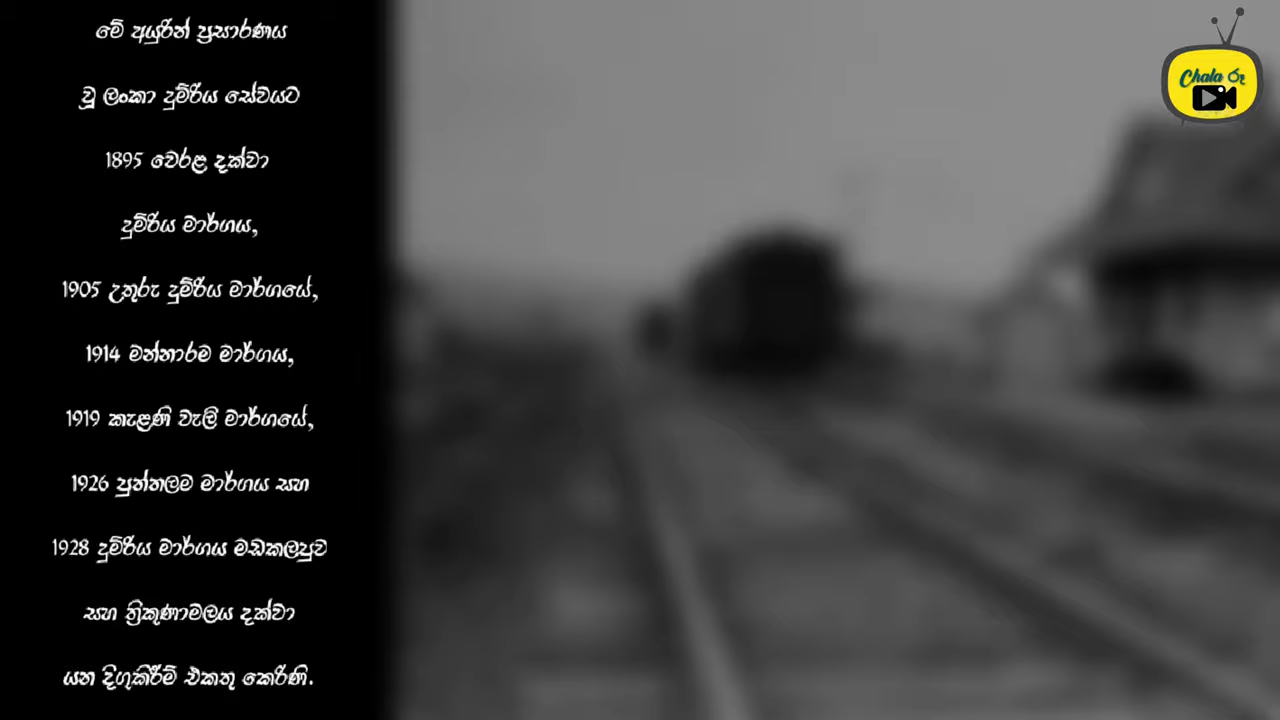 මේ අයුරින් ප්‍රසාරණය
වූ ලංකා දුම්රිය සේවයට
1895 වෙරළ දක්වා
දුම්රිය මාර්ගය,
1905 උතුරු දුම්රිය මාර්ගයේ,
1914 මන්නාරම මාර්ගය,
1919 කැළණි වැලි මාර්ගයේ,
1926 පුත්තලම මාර්ගය සහ
1928 දුම්රිය මාර්ගය මඩකලපුව
සහ ත්‍රිකුණාමලය දක්වා
යන දිගුකිරීම් එකතු කෙරිණි.
Chala රූ